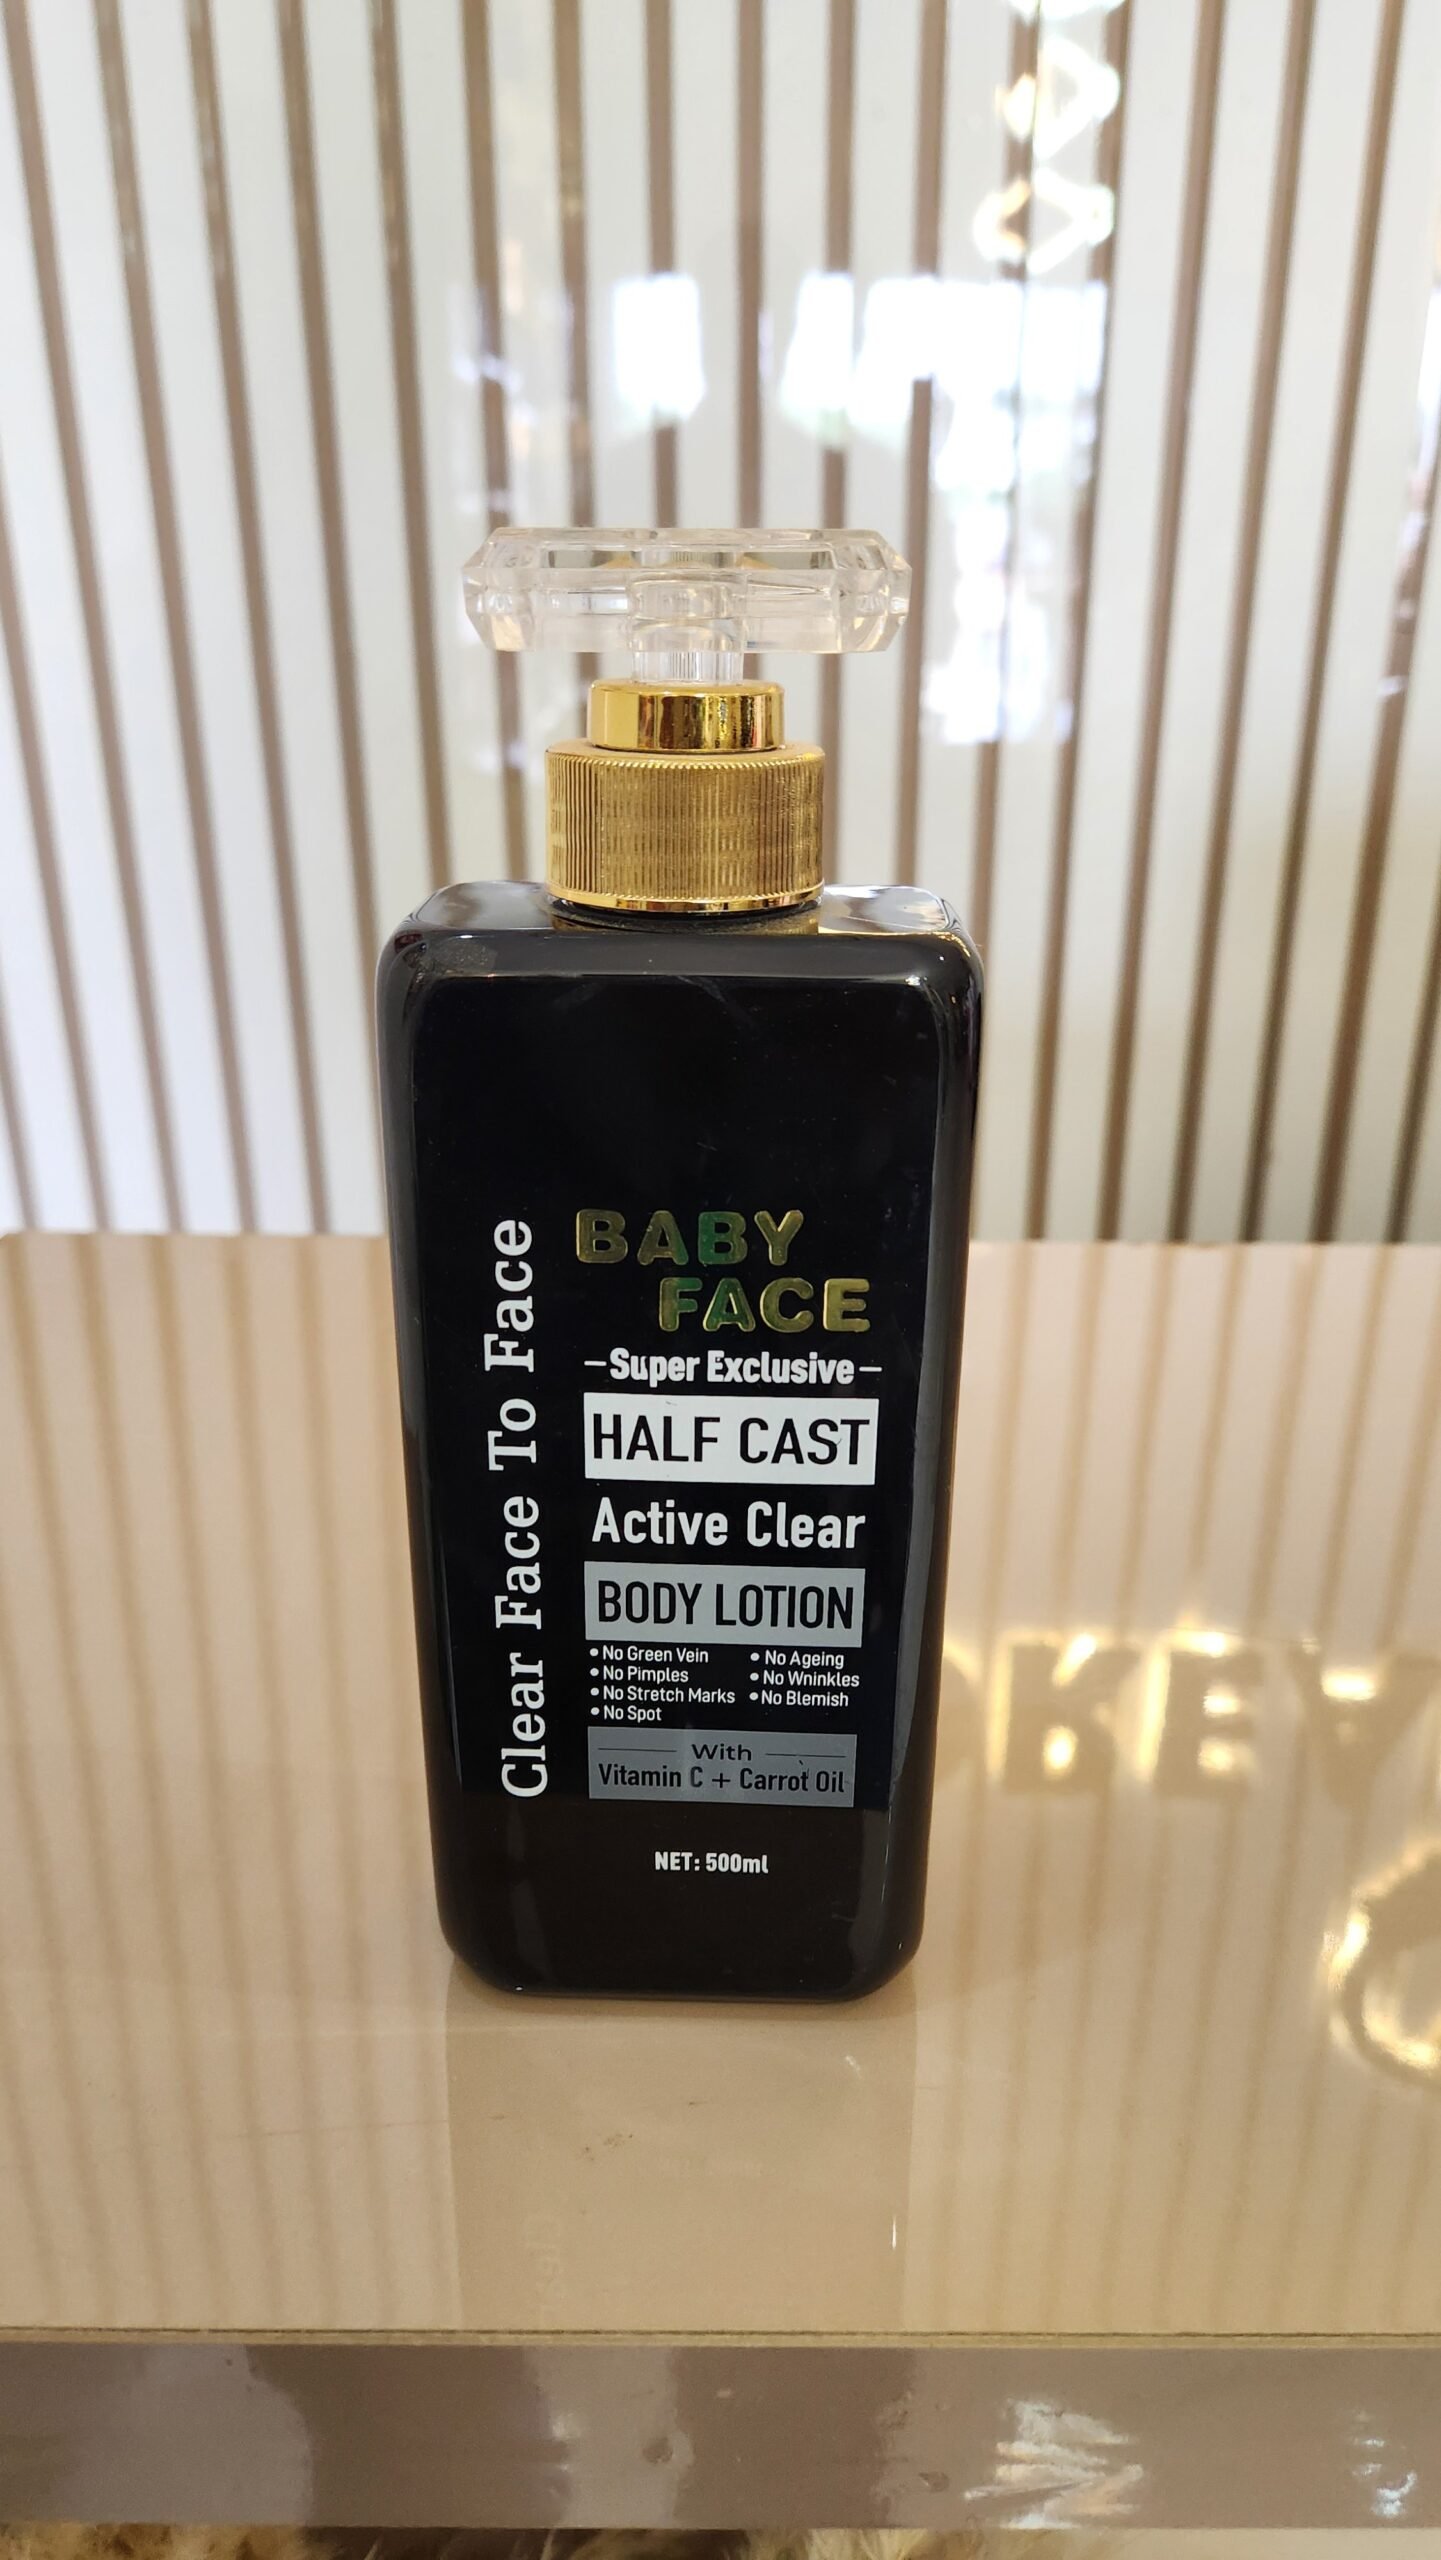 Clear Face To Face
BABY
FACE
Super Exclusive
HALF CAST
Active Clear
BODY LOTION
• No Green Vein
• No Pimples
• No Stretch Marks
• No Spot
• No Ageing
• No Wninkles
• No Blemish
With
Vitamin C + Carrot Oil
NET: 500ml